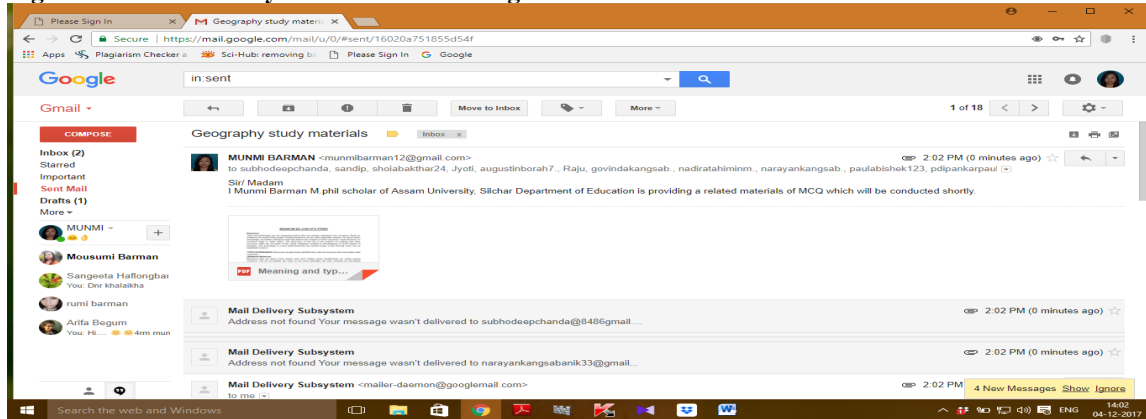 Please Sign In
Geography study materi
Secure https://mail.google.com/mail/u/0/#sent/16020a751855d54f
Apps Plagiarism Checker a Sci-Hub: removing ba Please Sign In Google
Google in:sent
Gmail Move to Inbox More 1 of 18
COMPOSE Geography study materials Inbox x
Inbox (2)
Starred
Important
Sent Mail
Drafts (1)
More
MUNMI BARMAN <munmibarman12@gmail.com> 2:02 PM (0 minutes ago)
to subhodeepchanda, sandip, sholabakthar24, Jyoti, augustinborah7., Raju, govindakangsab., nadiratahiminm., narayankangsab., paulabishek123, pdipankarpaul
Sir/ Madam
I Munmi Barman M.phil scholar of Assam University, Silchar Department of Education is providing a related materials of MCQ which will be conducted shortly.
MUNMI
Mousumi Barman
Sangeeta Haflongbar
You: Dnr khalaikha
rumi barman
Arifa Begum
You: Hi.... 4rm mun
PDF Meaning and typ...
Mail Delivery Subsystem 2:02 PM (0 minutes ago)
Address not found Your message wasn't delivered to subhodeepchanda@8486gmail....
Mail Delivery Subsystem 2:02 PM (0 minutes ago)
Address not found Your message wasn't delivered to narayankangsabanik33@gmail...
Mail Delivery Subsystem <mailer-daemon@googlemail.com> 2:02 PM
to me
4 New Messages Show Ignore
Search the web and Windows ENG 14:02
04-12-2017